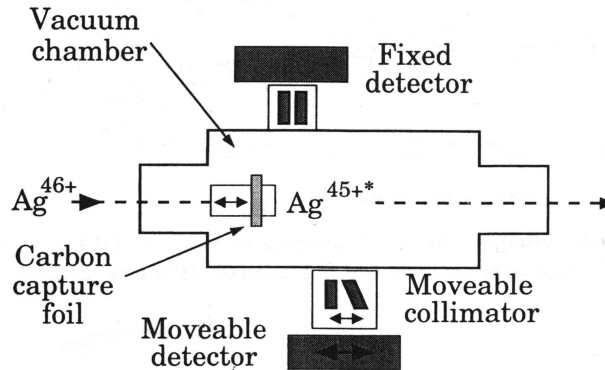 Vacuum
chamber
Fixed
detector
Ag46+
Ag45+*
Carbon
capture
foil
Moveable
collimator
Moveable
detector